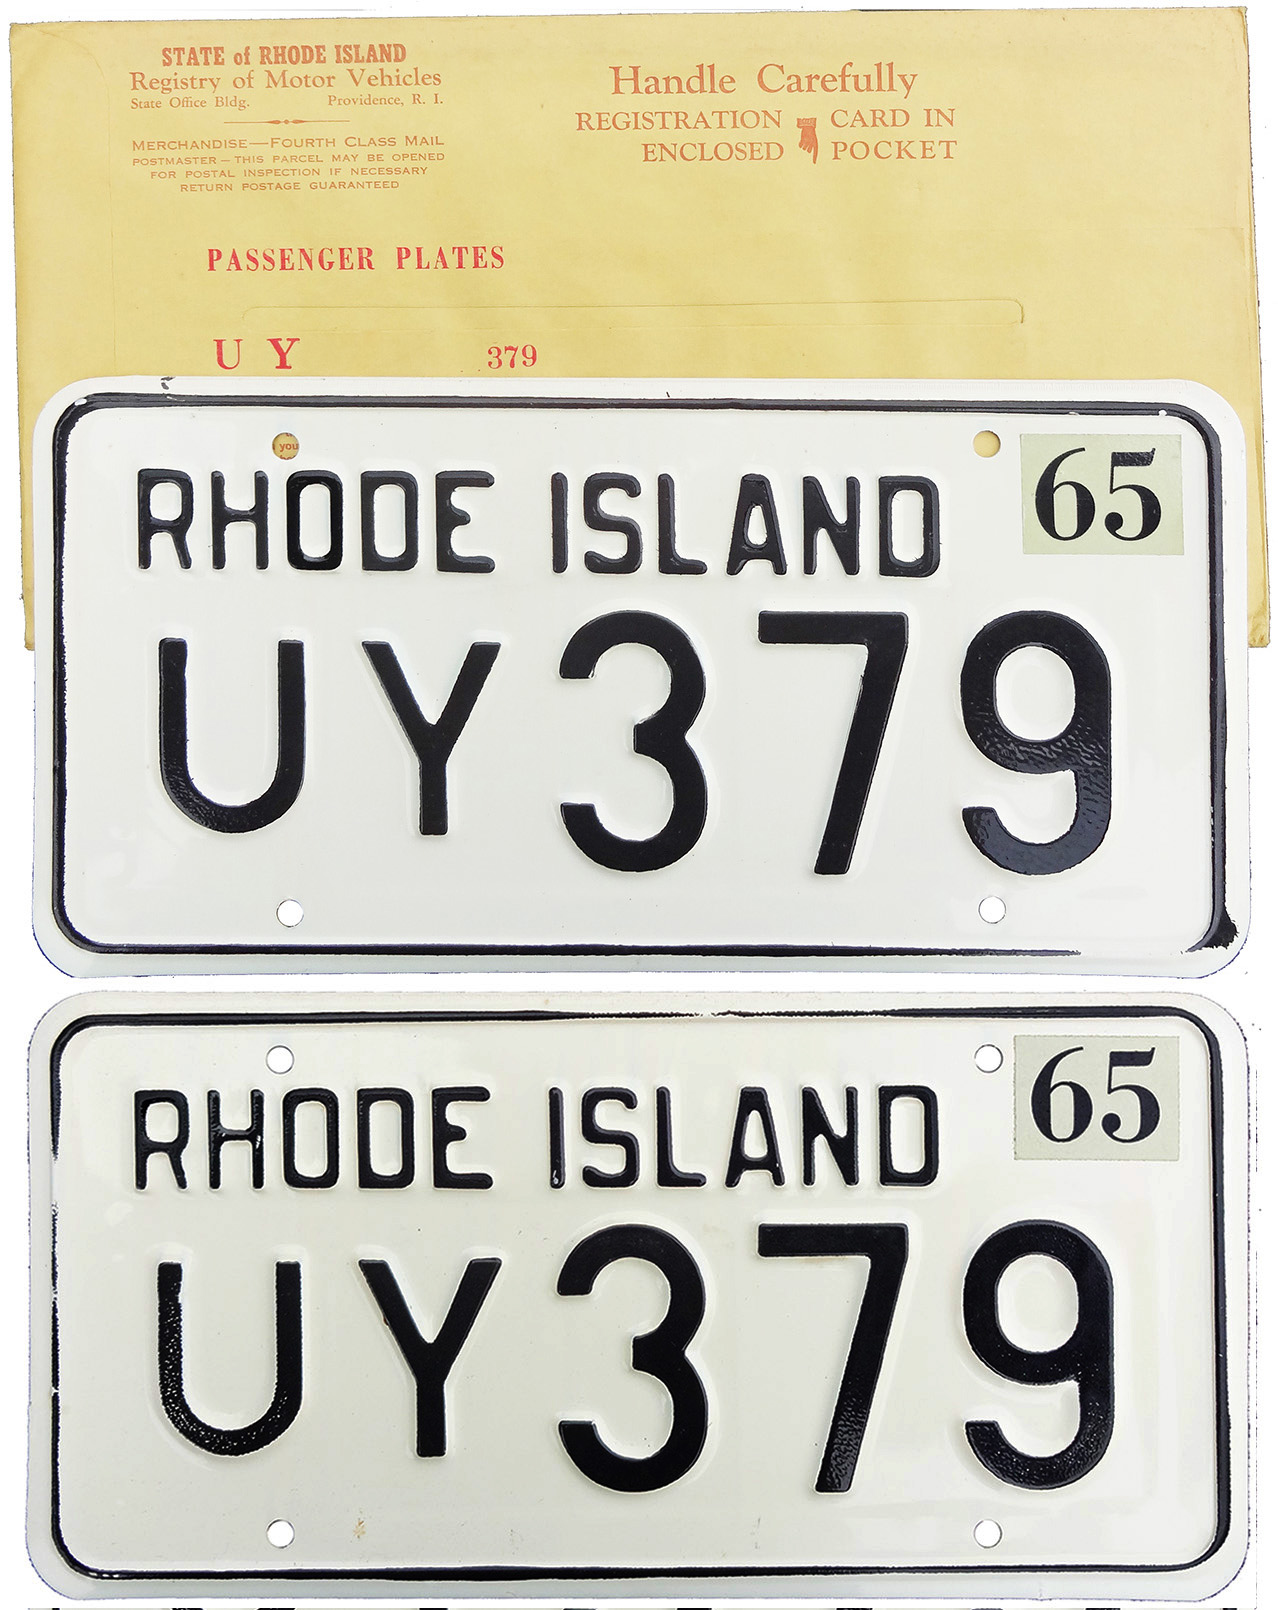 STATE of RHODE ISLAND
Registry of Motor Vehicles
State Office Bldg. Providence, R. I.
MERCHANDISE—FOURTH CLASS MAIL
POSTMASTER – THIS PARCEL MAY BE OPENED
FOR POSTAL INSPECTION IF NECESSARY
RETURN POSTAGE GUARANTEED
Handle Carefully
REGISTRATION CARD IN
ENCLOSED POCKET
PASSENGER PLATES
U Y 379
you
65
RHODE ISLAND
UY379
65
RHODE ISLAND
UY379